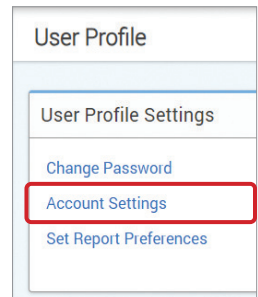 User Profile
User Profile Settings
Change Password
Account Settings
Set Report Preferences